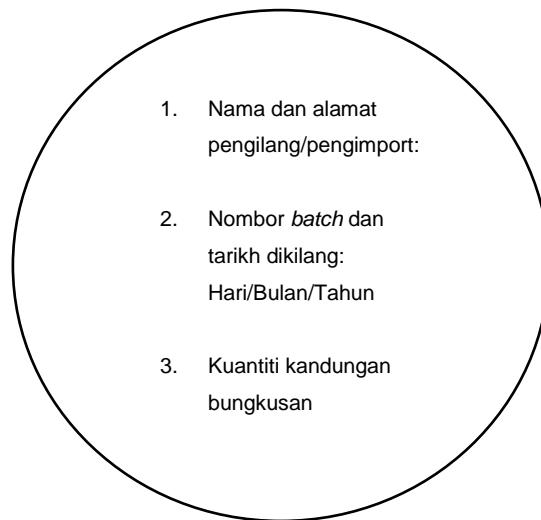 1. Nama dan alamat
pengilang/pengimport:
2. Nombor batch dan
tarikh dikilang:
Hari/Bulan/Tahun
3. Kuantiti kandungan
bungkusan